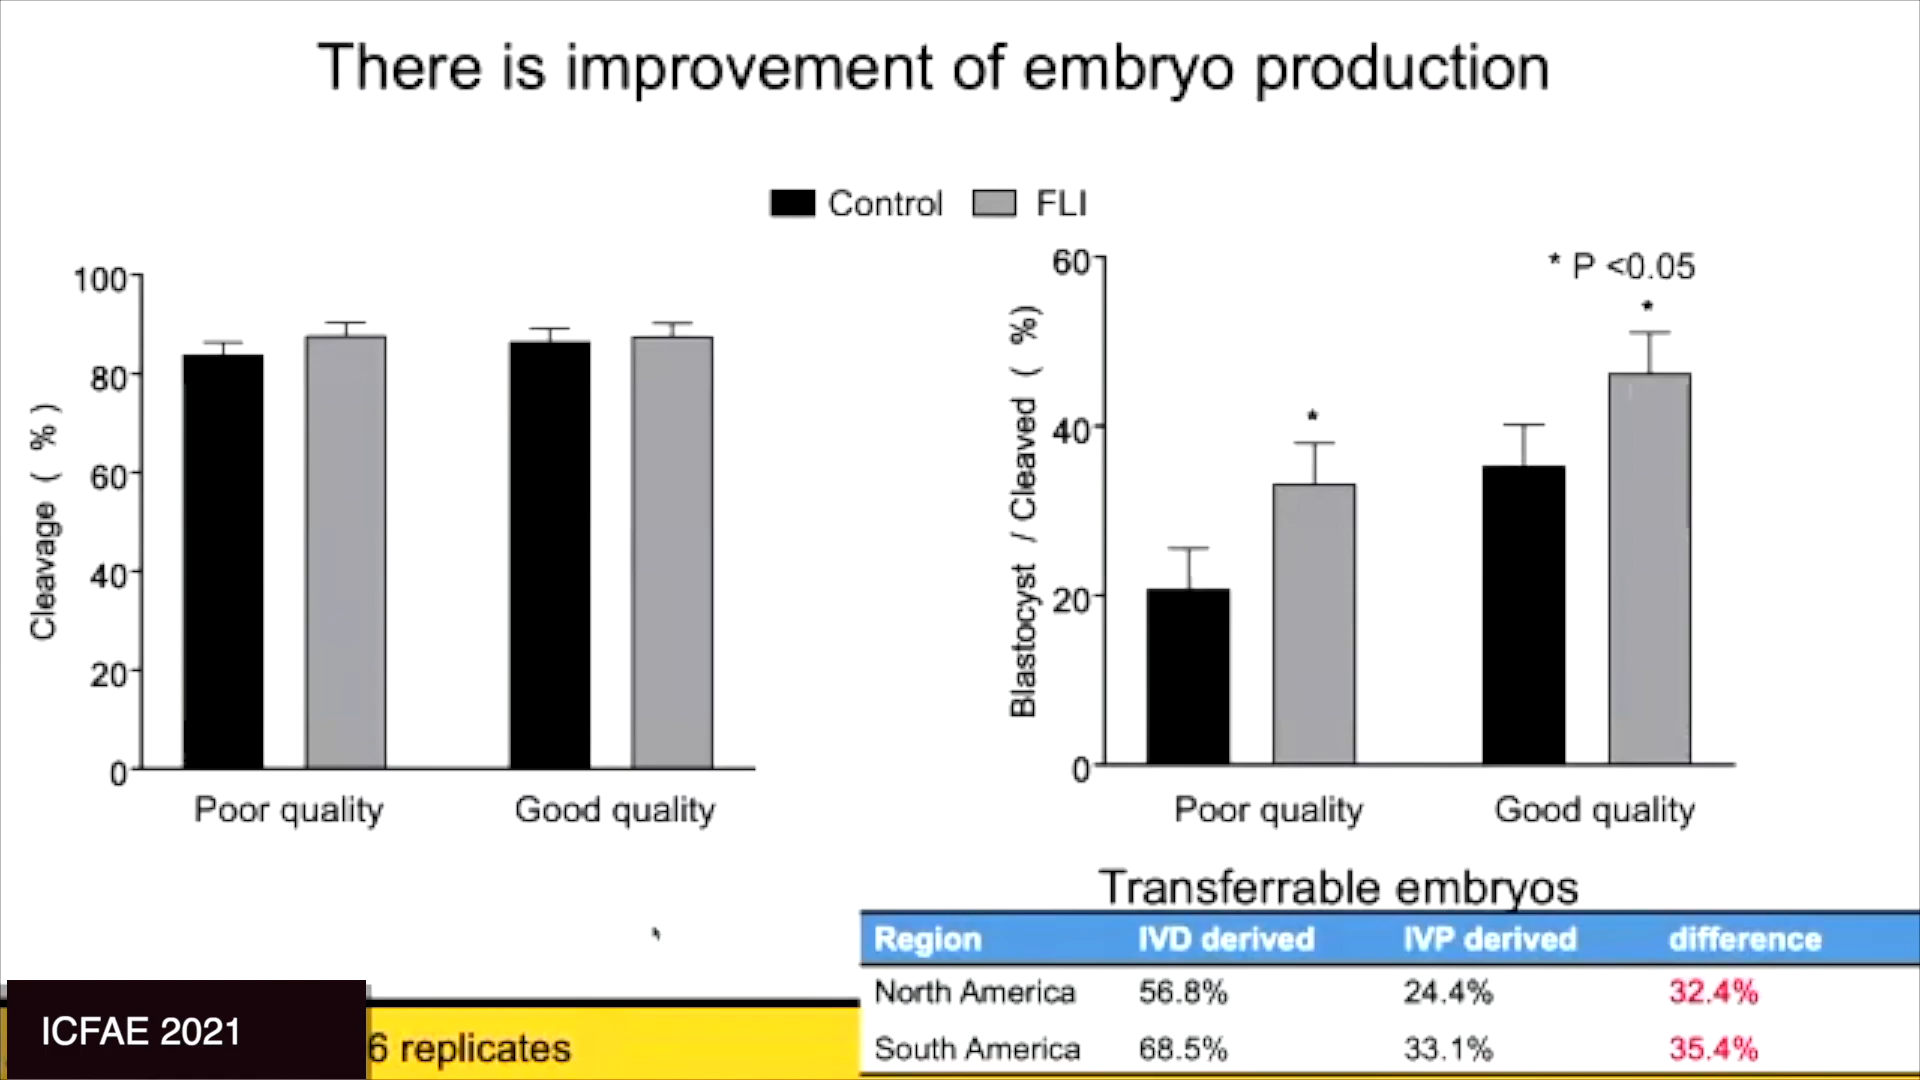 There is improvement of embryo production
Control FLI
100
80
60
40
20
0
Cleavage ( %)
Poor quality Good quality
60
40
20
0
Blastocyst / Cleaved ( %)
* P <0.05
*
*
Poor quality Good quality
Transferrable embryos
Region IVD derived IVP derived difference
North America 56.8% 24.4% 32.4%
South America 68.5% 33.1% 35.4%
ICFAE 2021
6 replicates